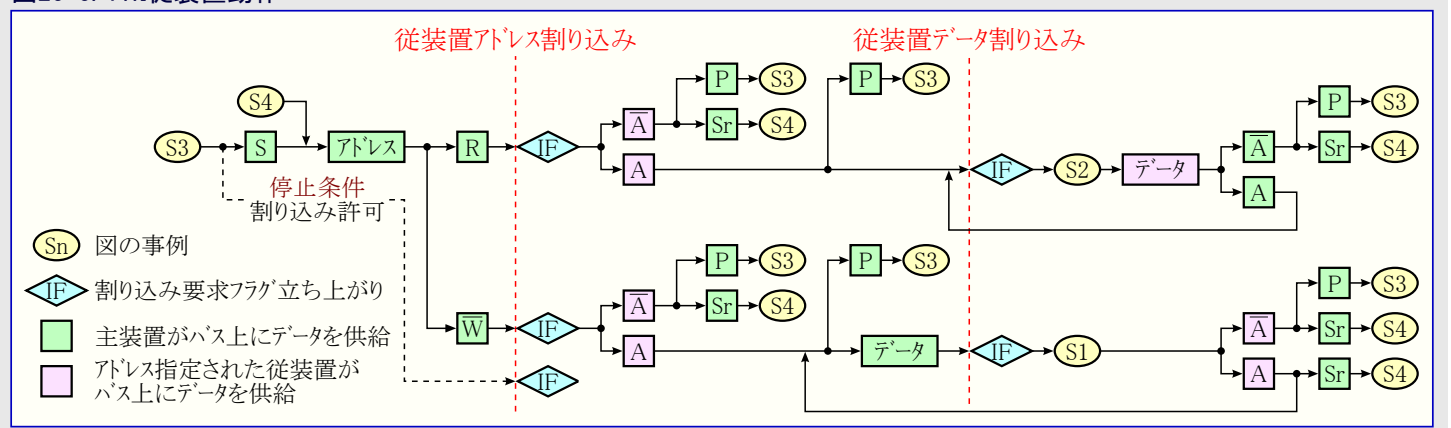 従装置アドレス割り込み
従装置データ割り込み
P S3
P S3
P S3
S4
A Sr S4
A Sr S4
S3 S アドレス R IF
A
IF S2 データ
A
停止条件
割り込み許可
Sn 図の事例
P S3
P S3
IF 割り込み要求フラグ立ち上がり
A Sr S4
P S3
主装置がバス上にデータを供給
W IF
A
データ IF S1
A Sr S4
アドレス指定された従装置が
バス上にデータを供給
IF
A Sr S4